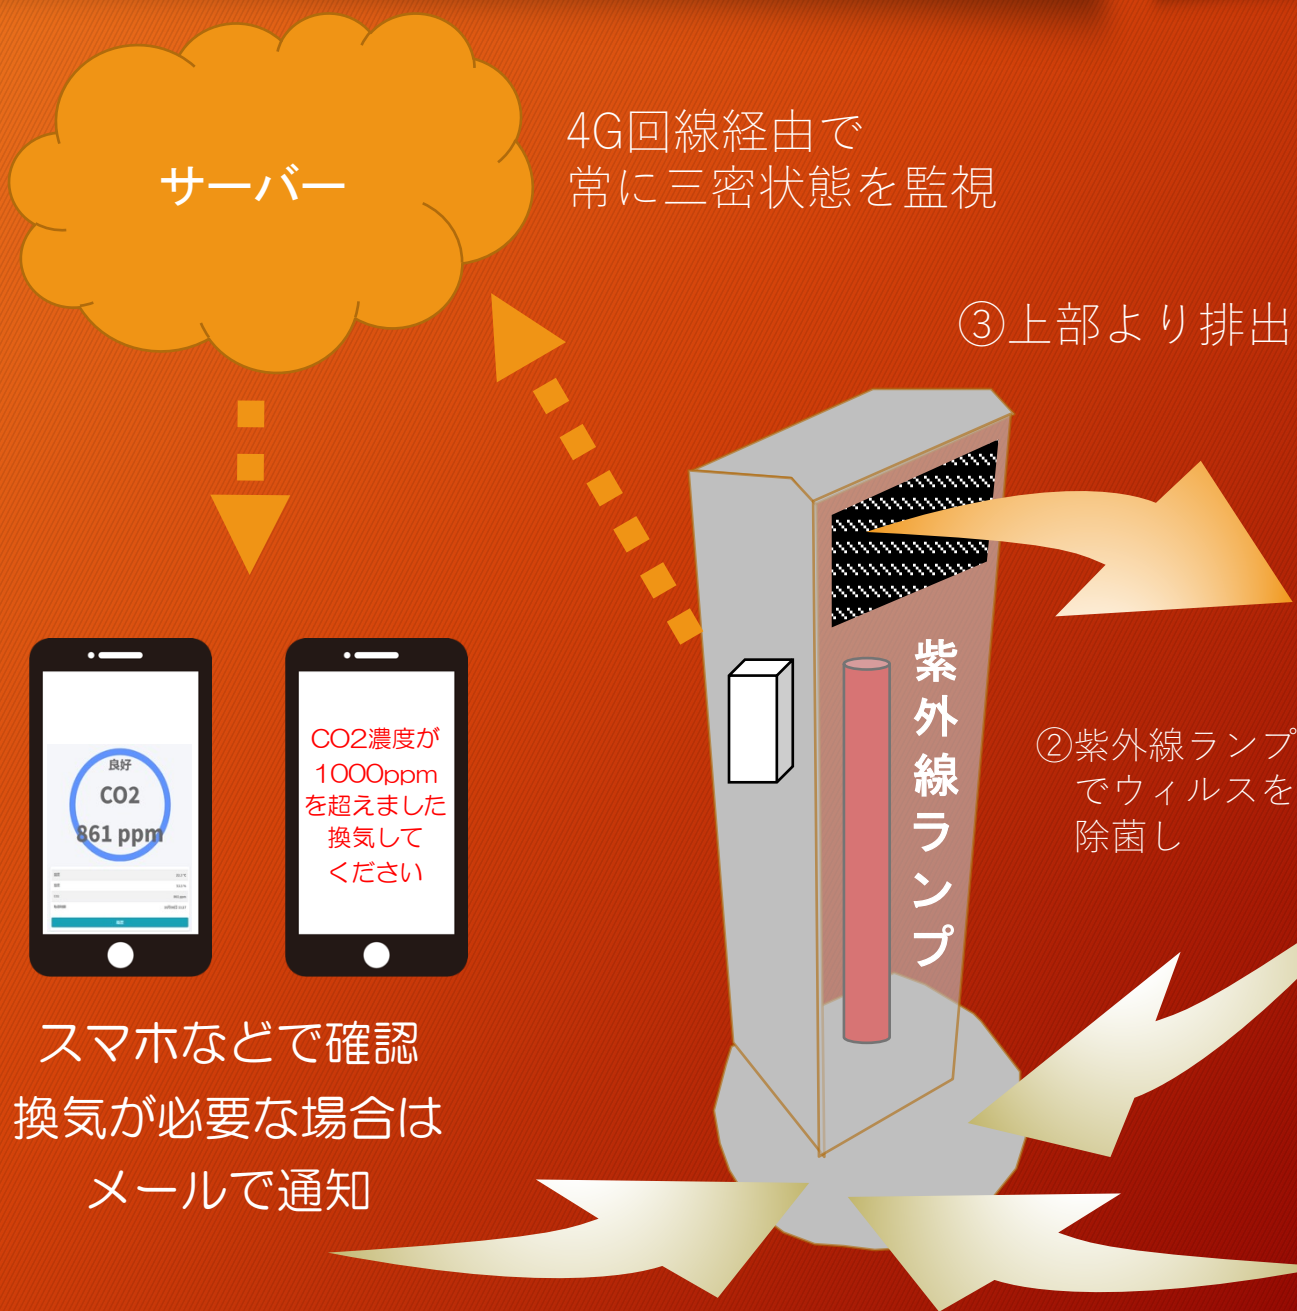 サーバー
4G回線経由で
常に三密状態を監視
③上部より排出
紫外線ランプ
②紫外線ランプ
でウィルスを
除菌し
良好
CO2
861 ppm
CO2濃度が
1000ppm
を超えました
換気して
ください
スマホなどで確認
換気が必要な場合は
メールで通知